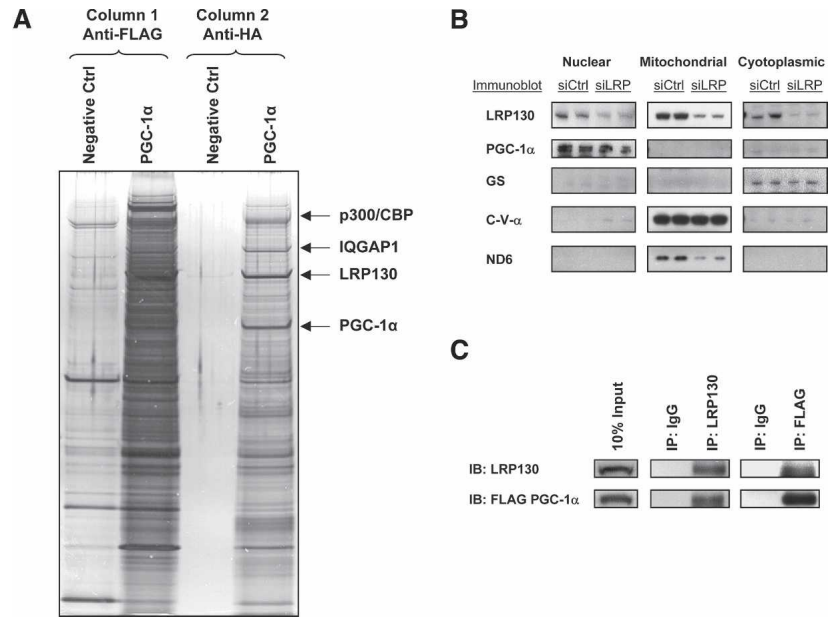 A
Column 1
Anti-FLAG
Column 2
Anti-HA
Negative Ctrl
PGC-1α
Negative Ctrl
PGC-1α
p300/CBP
IQGAP1
LRP130
PGC-1α
B
Nuclear Mitochondrial Cyotoplasmic
Immunoblot siCtrl siLRP siCtrl siLRP siCtrl siLRP
LRP130
PGC-1α
GS
C-V-α
ND6
C
10% Input
IP: IgG
IP: LRP130
IP: IgG
IP: FLAG
IB: LRP130
IB: FLAG PGC-1α